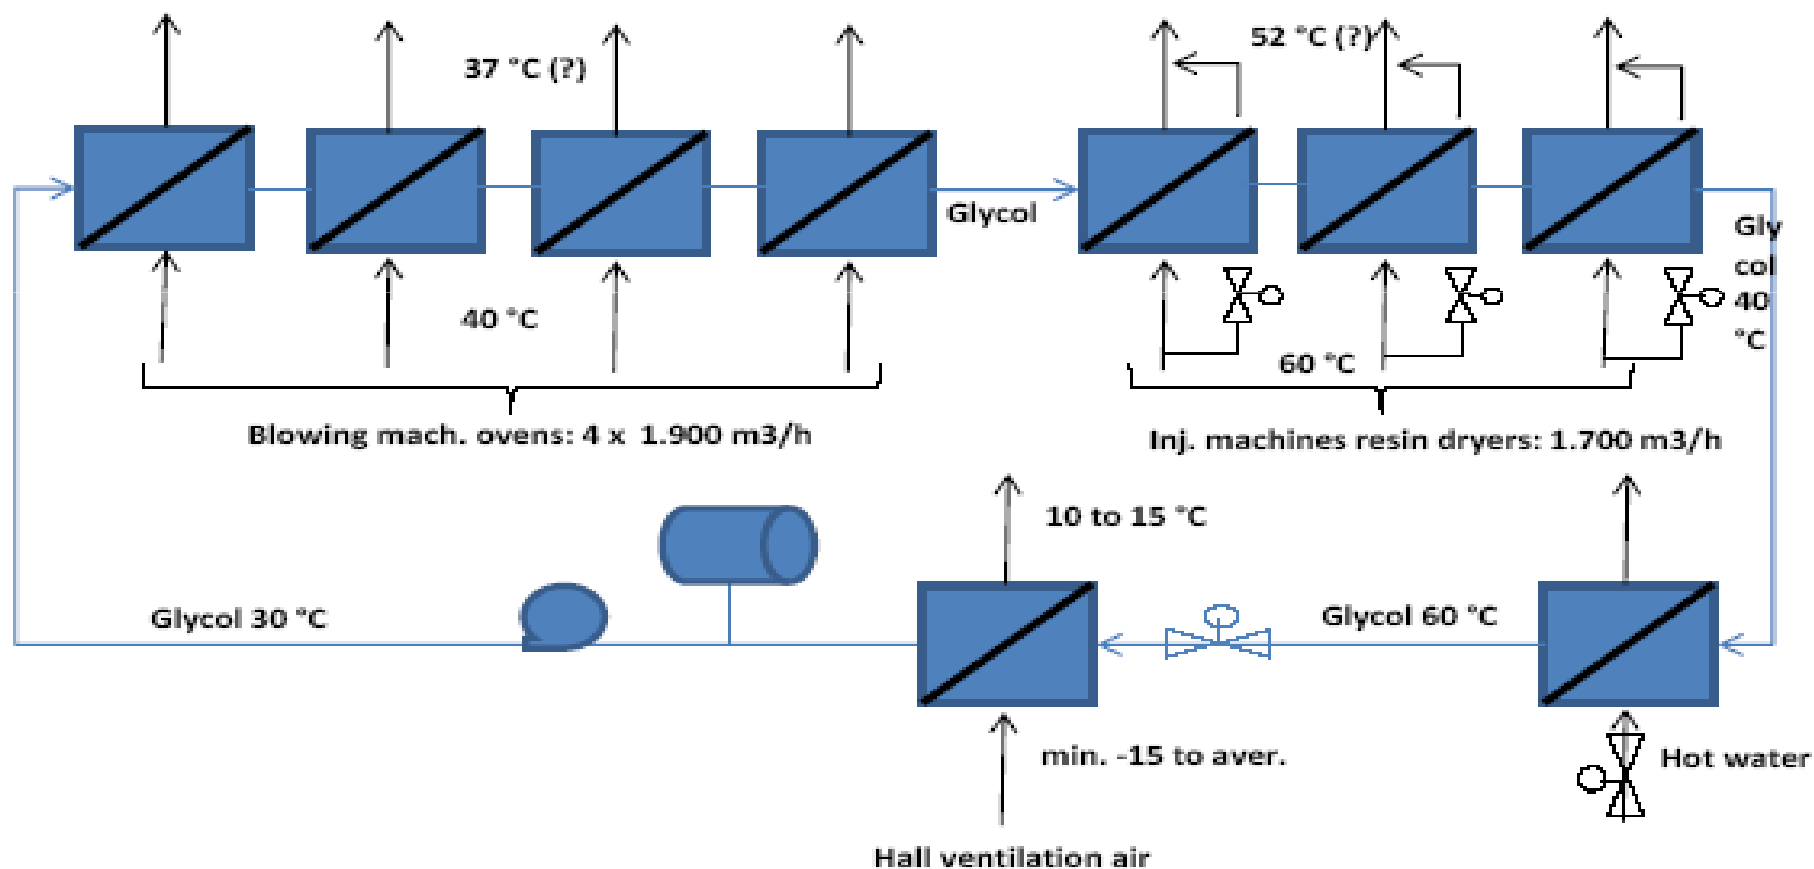 37 °C (?)
52 °C (?)
Glycol
Gly
col
40
°C
40 °C
60 °C
Blowing mach. ovens: 4 x 1.900 m3/h
Inj. machines resin dryers: 1.700 m3/h
10 to 15 °C
Glycol 30 °C
Glycol 60 °C
min. -15 to aver.
Hot water
Hall ventilation air